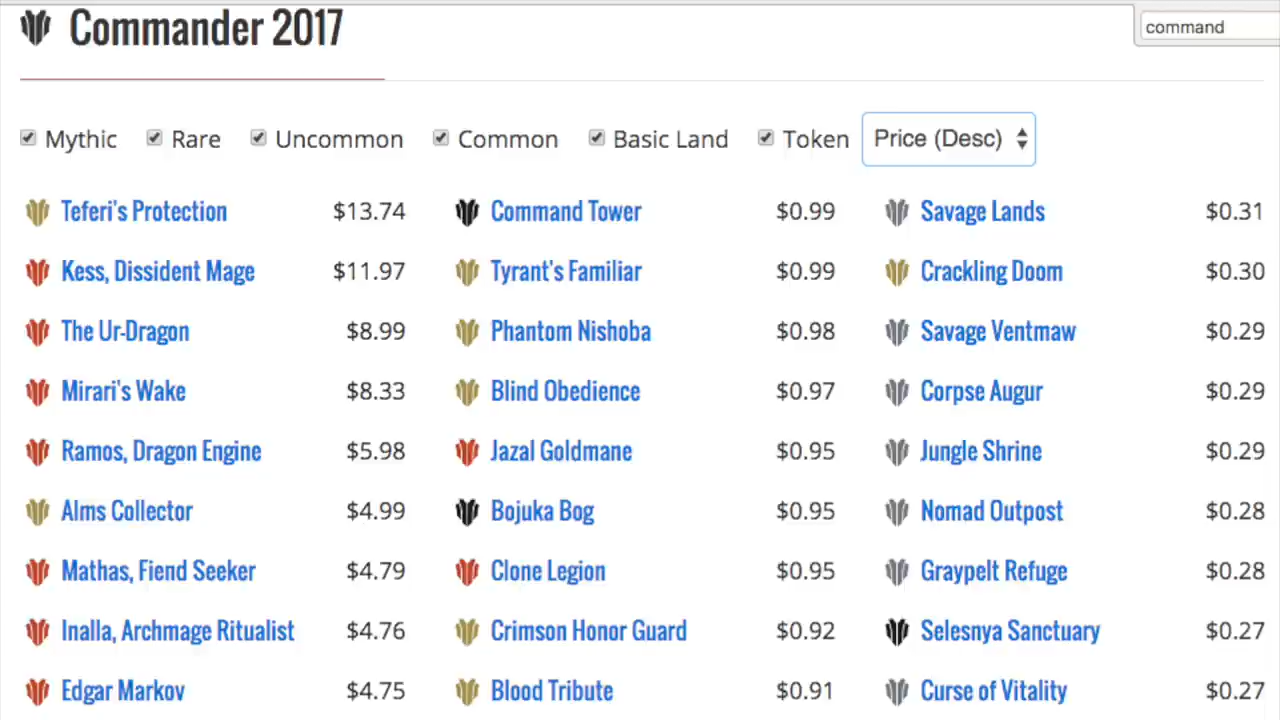 Commander 2017
command
Mythic Rare Uncommon Common Basic Land Token Price (Desc)
Teferi's Protection $13.74 Command Tower $0.99 Savage Lands $0.31
Kess, Dissident Mage $11.97 Tyrant's Familiar $0.99 Crackling Doom $0.30
The Ur-Dragon $8.99 Phantom Nishoba $0.98 Savage Ventmaw $0.29
Mirari's Wake $8.33 Blind Obedience $0.97 Corpse Augur $0.29
Ramos, Dragon Engine $5.98 Jazal Goldmane $0.95 Jungle Shrine $0.29
Alms Collector $4.99 Bojuka Bog $0.95 Nomad Outpost $0.28
Mathas, Fiend Seeker $4.79 Clone Legion $0.95 Graypelt Refuge $0.28
Inalla, Archmage Ritualist $4.76 Crimson Honor Guard $0.92 Selesnya Sanctuary $0.27
Edgar Markov $4.75 Blood Tribute $0.91 Curse of Vitality $0.27